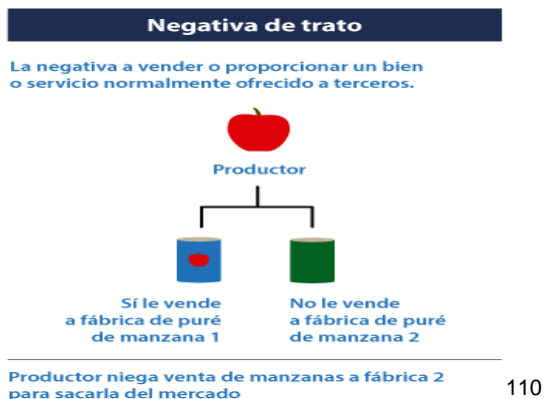 Negativa de trato
La negativa a vender o proporcionar un bien
o servicio normalmente ofrecido a terceros.
Productor
Sí le vende
a fábrica de puré
de manzana 1
No le vende
a fábrica de puré
de manzana 2
Productor niega venta de manzanas a fábrica 2
para sacarla del mercado
110